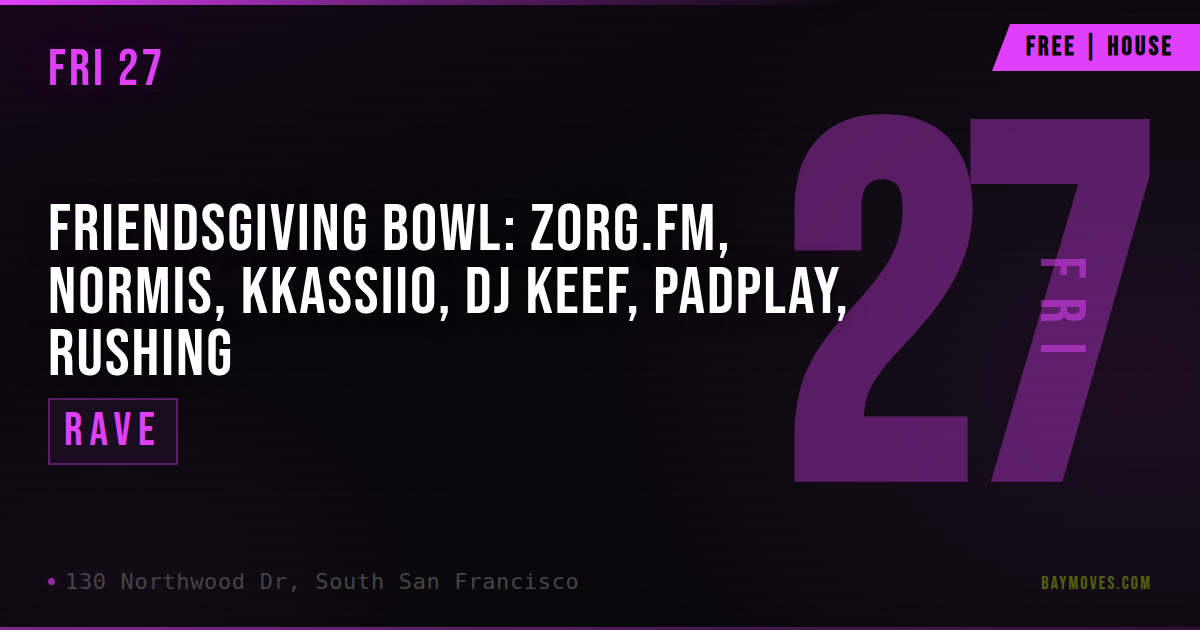 FRI 27
FREE | HOUSE
27
FRI
FRIENDSGIVING BOWL: ZORG.FM,
NORMIS, KKASSIIO, DJ KEEF, PADPLAY,
RUSHING
RAVE
130 Northwood Dr, South San Francisco
BAYMOVES.COM